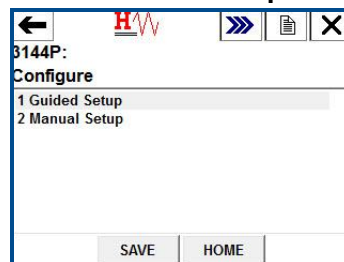 H
3144P:
Configure
1 Guided Setup
2 Manual Setup
SAVE HOME